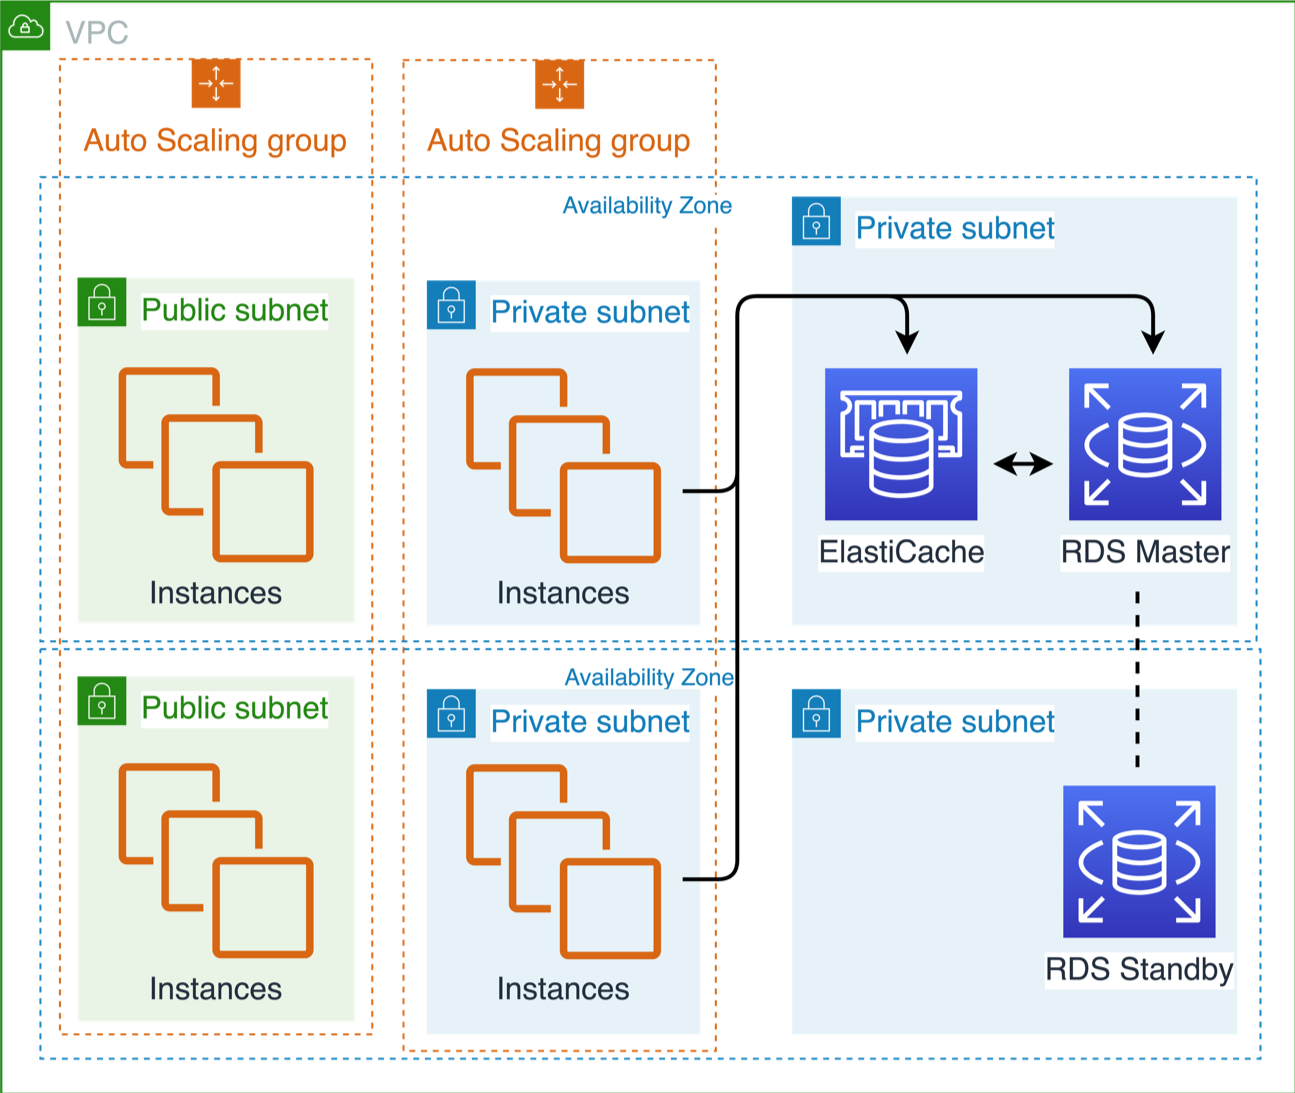 VPC
Auto Scaling group
Auto Scaling group
Availability Zone
Private subnet
Public subnet
Private subnet
ElastiCache
RDS Master
Instances
Instances
Availability Zone
Public subnet
Private subnet
Private subnet
RDS Standby
Instances
Instances